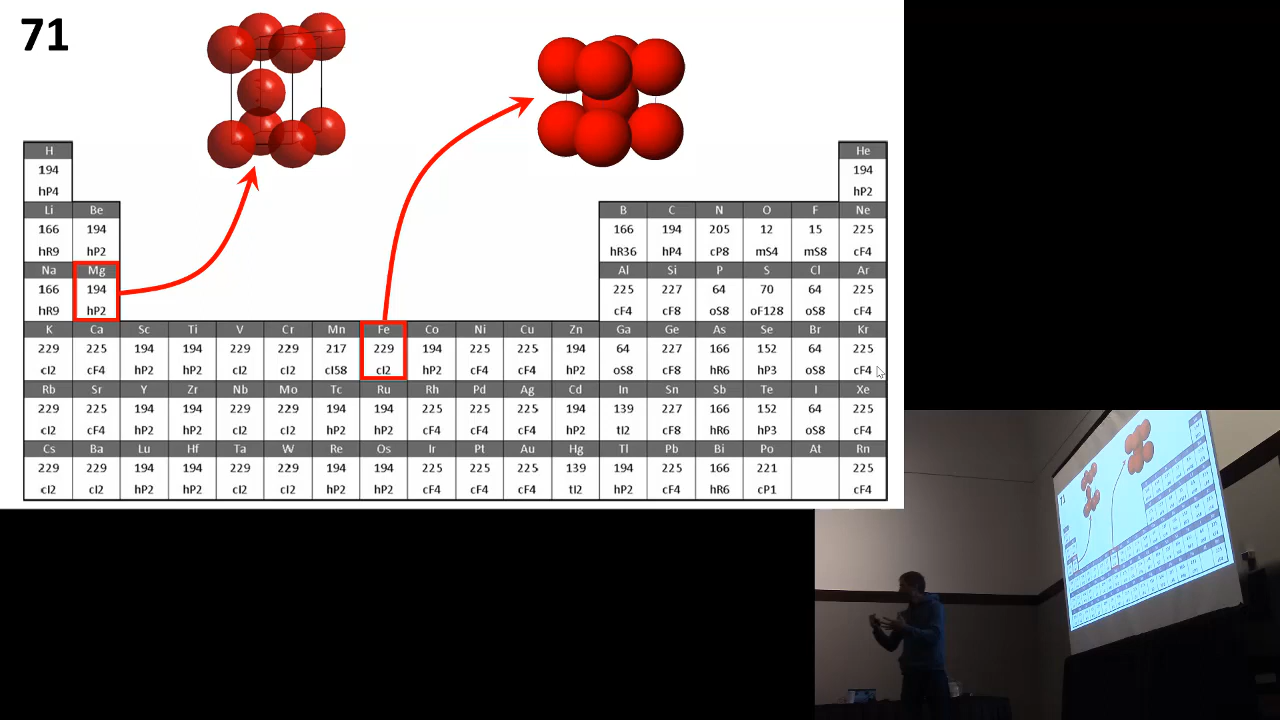 71
H He
194 194
hP4 hP2
Li Be B C N O F Ne
166 194 166 194 205 12 15 225
hR9 hP2 hR36 hP4 cP8 mS4 mS8 cF4
Na Mg Al Si P S Cl Ar
166 194 225 227 64 70 64 225
hR9 hP2 cF4 cF8 oS8 oF128 oS8 cF4
K Ca Sc Ti V Cr Mn Fe Co Ni Cu Zn Ga Ge As Se Br Kr
229 225 194 194 229 229 217 229 194 225 225 194 64 227 166 152 64 225
cI2 cF4 hP2 hP2 cI2 cI2 cI58 cI2 hP2 cF4 cF4 hP2 oS8 cF8 hR6 hP3 oS8 cF4
Rb Sr Y Zr Nb Mo Tc Ru Rh Pd Ag Cd In Sn Sb Te I Xe
229 225 194 194 229 229 194 194 225 225 225 194 139 227 166 152 64 225
cI2 cF4 hP2 hP2 cI2 cI2 hP2 hP2 cF4 cF4 cF4 hP2 tI2 cF8 hR6 hP3 oS8 cF4
Cs Ba Lu Hf Ta W Re Os Ir Pt Au Hg Tl Pb Bi Po At Rn
229 229 194 194 229 229 194 194 225 225 225 139 194 225 166 221 225
cI2 cI2 hP2 hP2 cI2 cI2 hP2 hP2 cF4 cF4 cF4 tI2 hP2 cF4 hR6 cP1 cF4
71